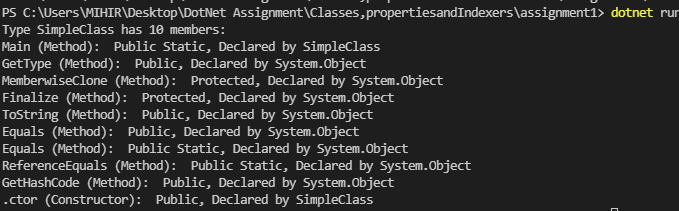 PS C:\Users\MIHIR\Desktop\DotNet Assignment\Classes,propertiesandIndexers\assignment1> dotnet run
Type SimpleClass has 10 members:
Main (Method):  Public Static, Declared by SimpleClass
GetType (Method):  Public, Declared by System.Object
MemberwiseClone (Method):  Protected, Declared by System.Object
Finalize (Method):  Protected, Declared by System.Object
ToString (Method):  Public, Declared by System.Object
Equals (Method):  Public, Declared by System.Object
Equals (Method):  Public Static, Declared by System.Object
ReferenceEquals (Method):  Public Static, Declared by System.Object
GetHashCode (Method):  Public, Declared by System.Object
.ctor (Constructor):  Public, Declared by SimpleClass